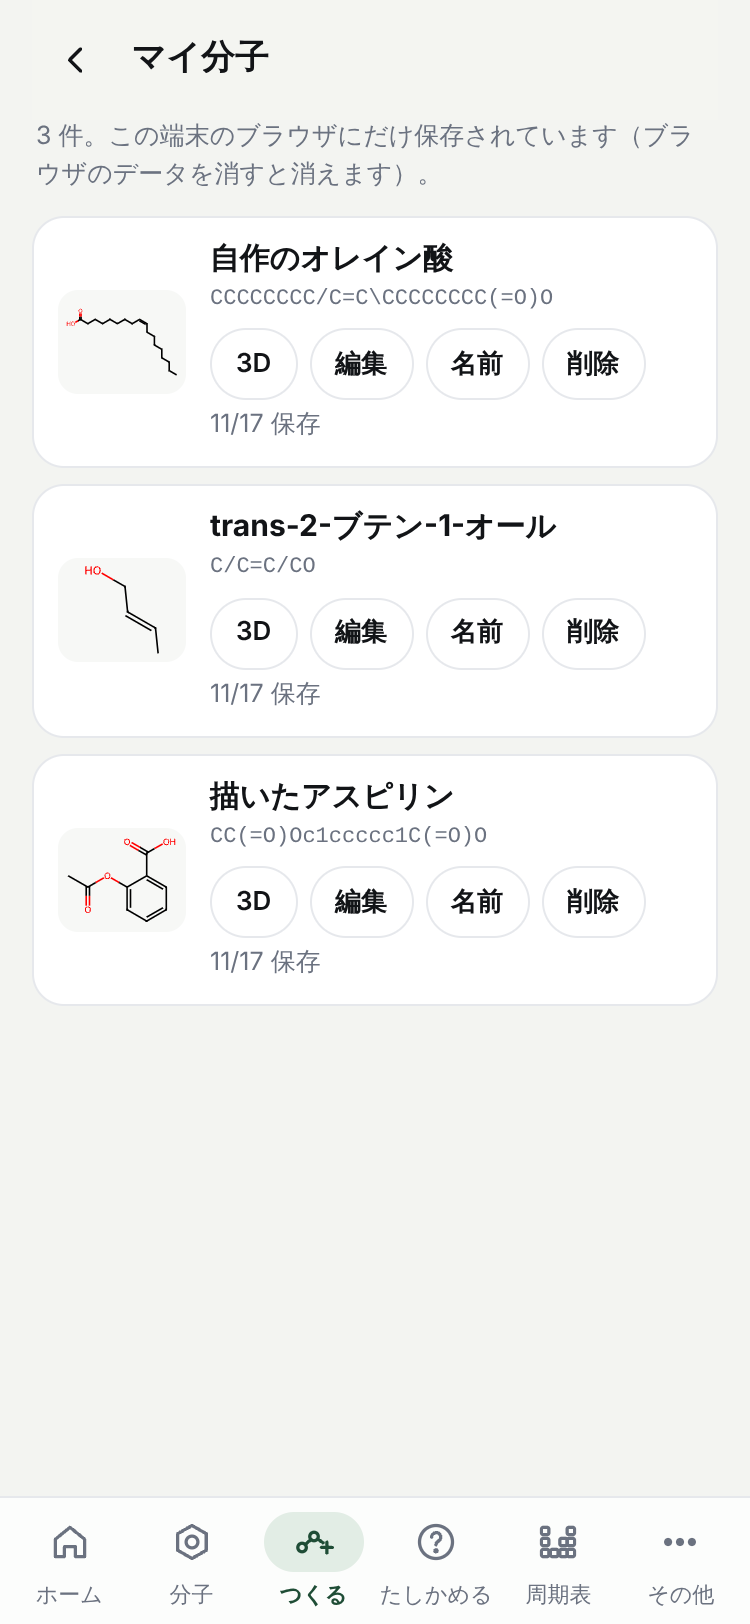 マイ分子
3 件。この端末のブラウザにだけ保存されています（ブラ
ウザのデータを消すと消えます）。
自作のオレイン酸
CCCCCCCC/C=C\CCCCCCCC(=O)O
3D 編集 名前 削除
11/17 保存
HO
O
trans-2-ブテン-1-オール
C/C=C/CO
3D 編集 名前 削除
11/17 保存
HO
描いたアスピリン
CC(=O)Oc1ccccc1C(=O)O
3D 編集 名前 削除
11/17 保存
O OH
O
O
ホーム 分子 つくる たしかめる 周期表 その他